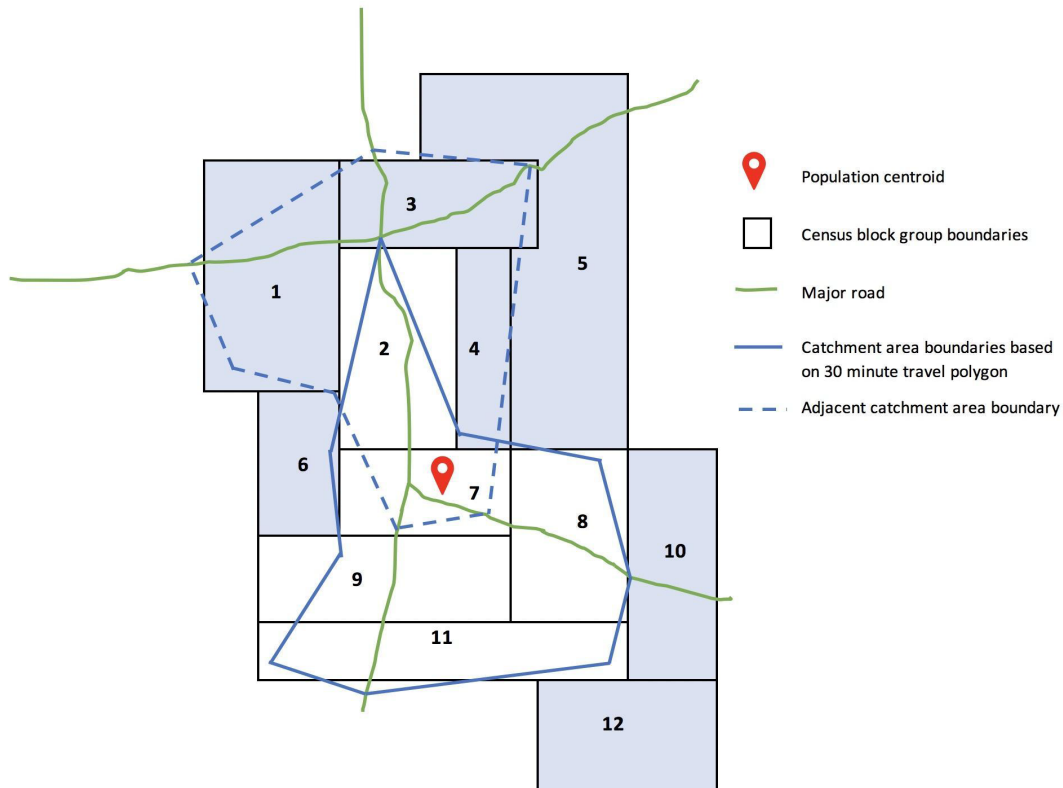 3
5
1
2
4
6
7
8
9
10
11
12
Population centroid
Census block group boundaries
Major road
Catchment area boundaries based
on 30 minute travel polygon
Adjacent catchment area boundary